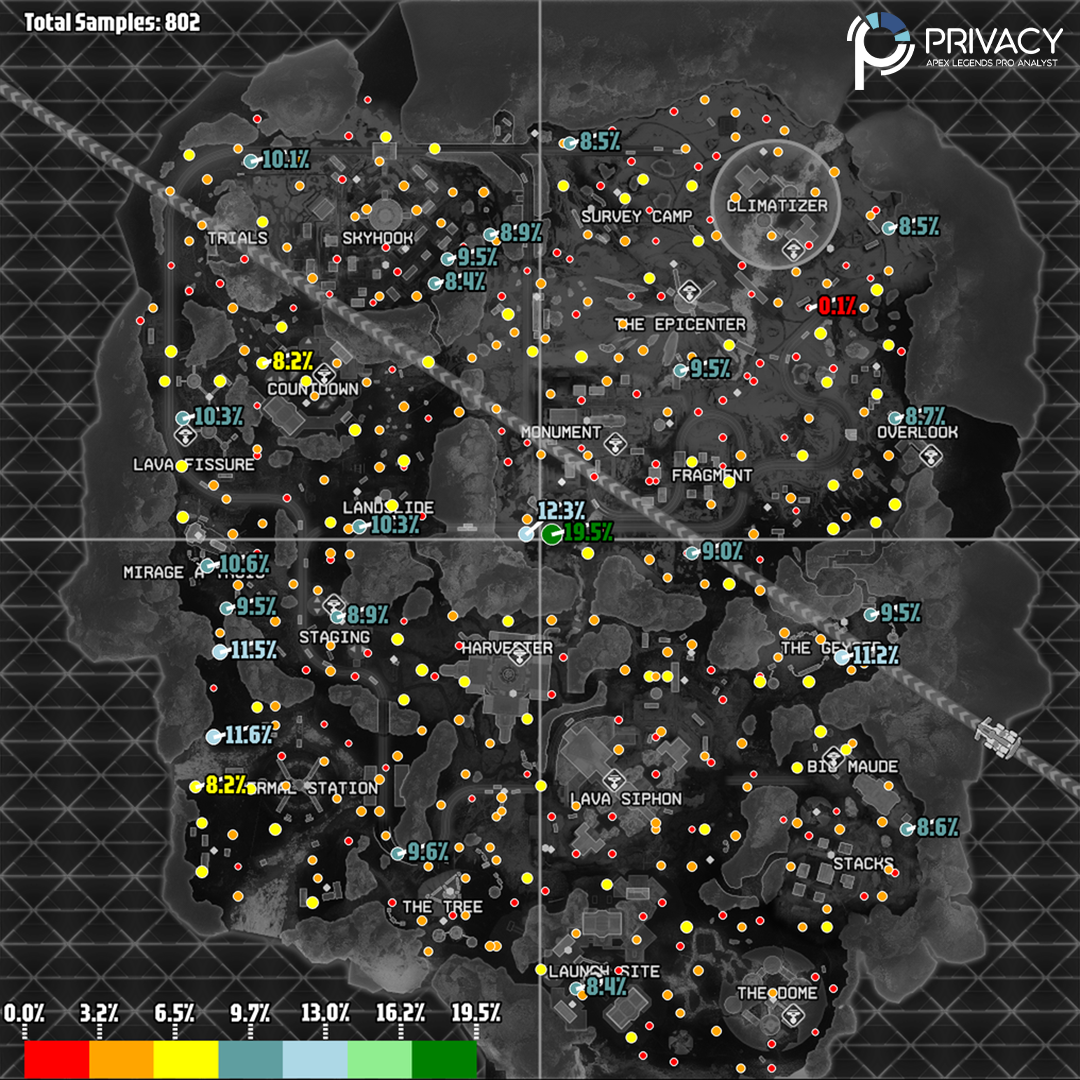 Total Samples: 802
PRIVACY
APEX LEGENDS PRO ANALYST
8.5%
10.1%
CLIMATIZER
SURVEY CAMP
8.5%
TRIALS
SKYHOOK
8.9%
9.5%
8.4%
0.1%
THE EPICENTER
8.2%
9.5%
COUNTDOWN
10.3%
8.7%
MONUMENT
OVERLOOK
LAVA FISSURE
FRAGMENT
LANDSLIDE
12.3%
10.3%
19.5%
9.0%
10.6%
MIRAGE A TROIS
9.5%
9.5%
8.9%
STAGING
11.5%
HARVESTER
THE GEYSER
11.2%
11.6%
BIG MAUDE
8.2%
RMAL STATION
LAVA SIPHON
8.6%
9.6%
STACKS
THE TREE
LAUNCH SITE
8.4%
THE DOME
0.0% 3.2% 6.5% 9.7% 13.0% 16.2% 19.5%